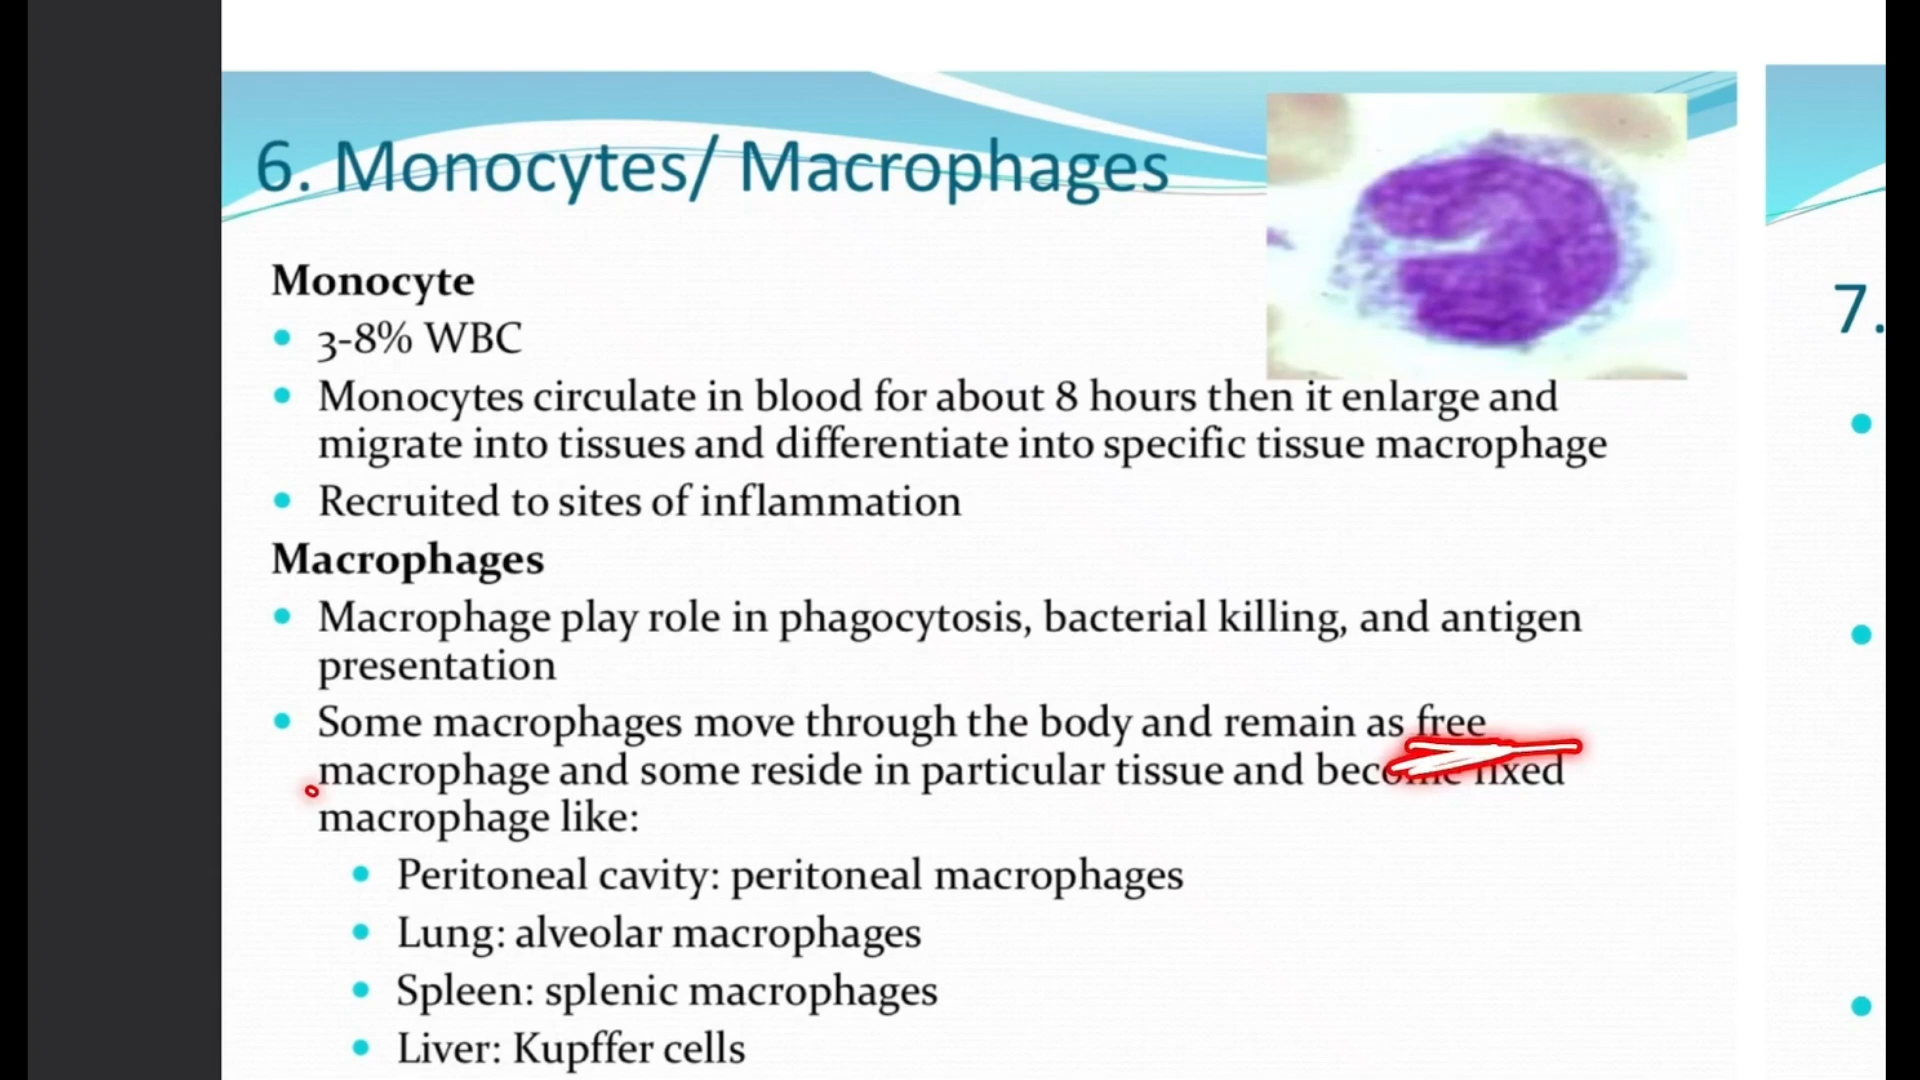 6. Monocytes/ Macrophages
Monocyte
3-8% WBC
Monocytes circulate in blood for about 8 hours then it enlarge and
migrate into tissues and differentiate into specific tissue macrophage
Recruited to sites of inflammation
Macrophages
Macrophage play role in phagocytosis, bacterial killing, and antigen
presentation
Some macrophages move through the body and remain as free
macrophage and some reside in particular tissue and become fixed
macrophage like:
Peritoneal cavity: peritoneal macrophages
Lung: alveolar macrophages
Spleen: splenic macrophages
Liver: Kupffer cells
7.